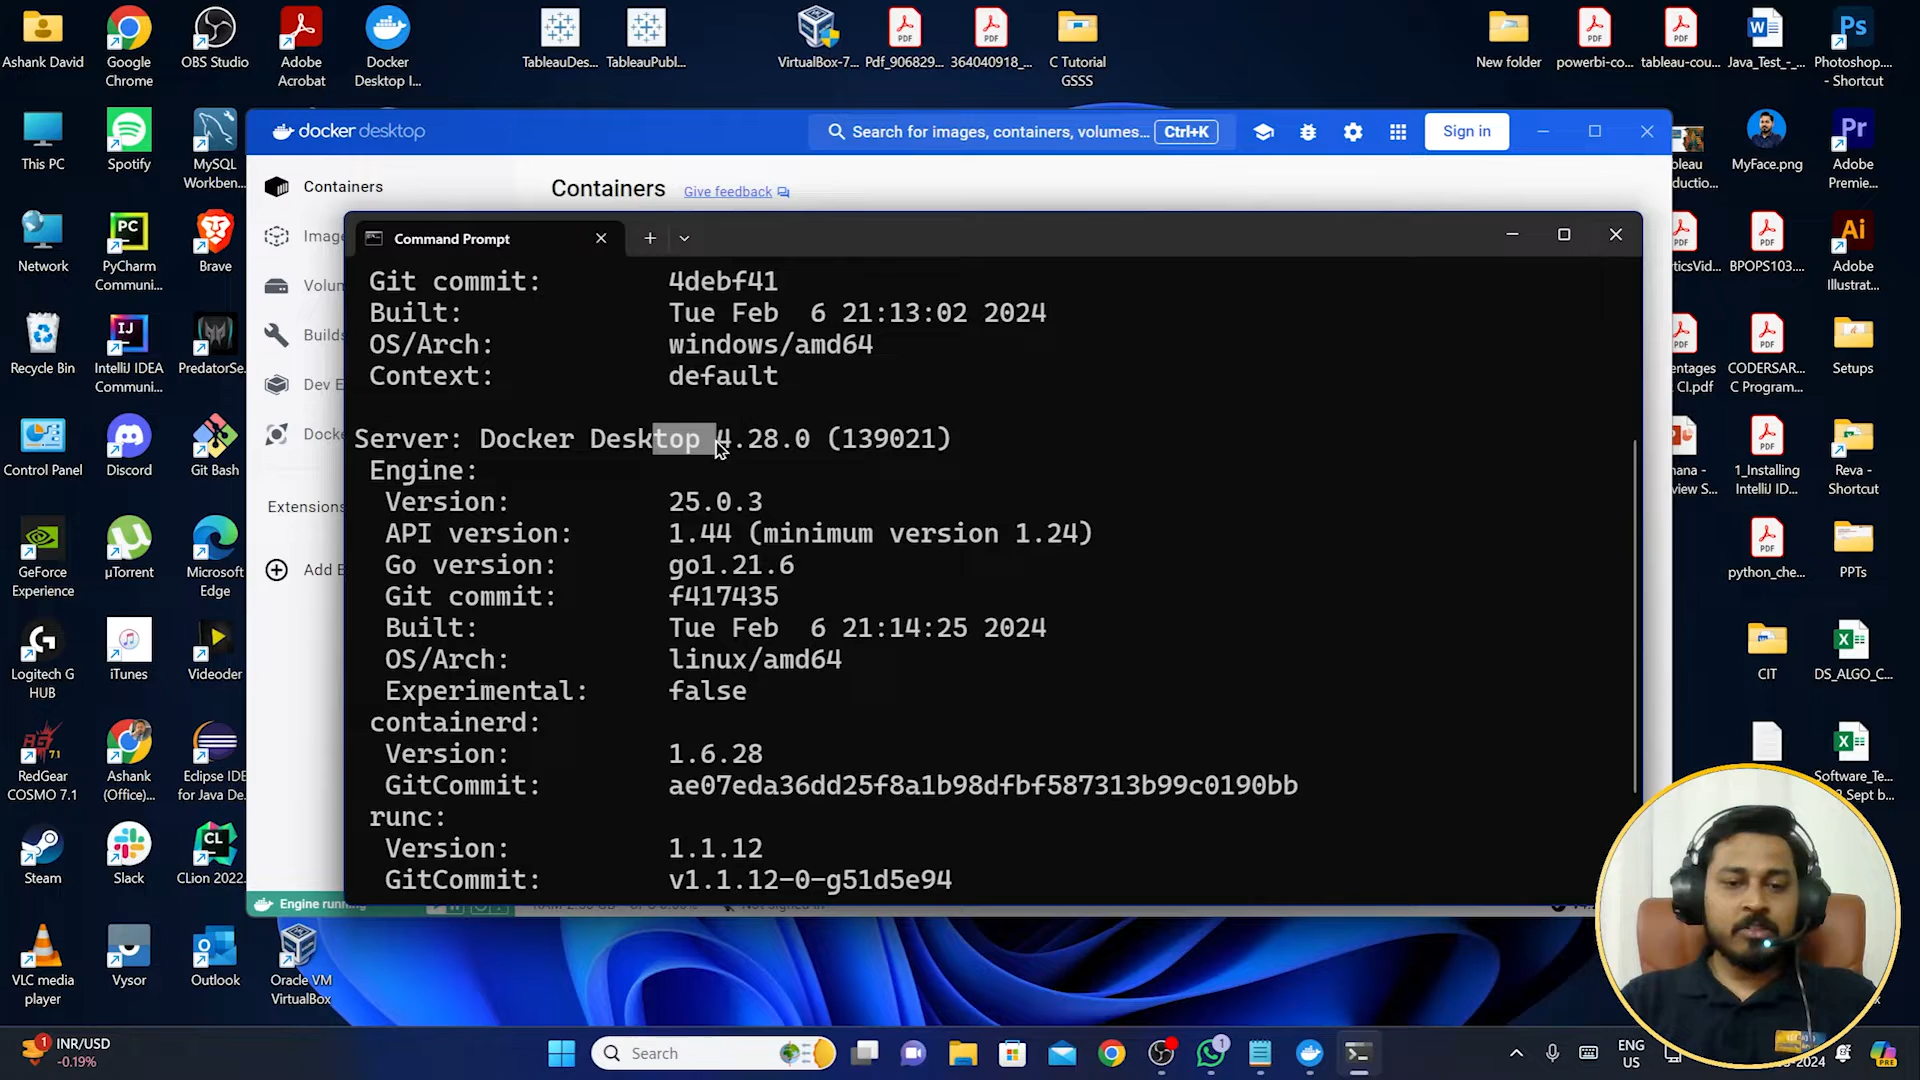 Ashank David
Google
Chrome
OBS Studio
Adobe
Acrobat
Docker
Desktop I...
TableauDes...
TableauPubl...
VirtualBox-7...
Pdf_906829...
364040918_...
C Tutorial
GSSS
New folder
powerbi-co...
tableau-cou...
Java_Test_-_...
Photoshop....
- Shortcut
docker desktop
Search for images, containers, volumes...
Ctrl+K
Sign in
This PC
Spotify
MySQL
Workben...
MyFace.png
Adobe
Premie...
Containers
Containers
Give feedback
Command Prompt
Git commit: 4debf41
Built: Tue Feb  6 21:13:02 2024
OS/Arch: windows/amd64
Context: default
Server: Docker Desktop 4.28.0 (139021)
Engine:
Version: 25.0.3
API version: 1.44 (minimum version 1.24)
Go version: go1.21.6
Git commit: f417435
Built: Tue Feb  6 21:14:25 2024
OS/Arch: linux/amd64
Experimental: false
containerd:
Version: 1.6.28
GitCommit: ae07eda36dd25f8a1b98dfbf587313b99c0190bb
runc:
Version: 1.1.12
GitCommit: v1.1.12-0-g51d5e94
Network
PyCharm
Communi...
Brave
BPOPS103....
Adobe
Illustrat...
Recycle Bin
IntelliJ IDEA
Communi...
PredatorSe...
CODERSAR...
C Program...
Setups
Control Panel
Discord
Git Bash
1_Installing
IntelliJ ID...
Reva -
Shortcut
Extensions
GeForce
Experience
µTorrent
Microsoft
Edge
python_che...
PPTs
Logitech G
HUB
iTunes
Videoder
CIT
DS_ALGO_C...
RedGear
COSMO 7.1
Ashank
(Office)...
Eclipse IDE
for Java De...
Software_Te...
Sept b...
Steam
Slack
CLion 2022....
Engine running
VLC media
player
Vysor
Outlook
Oracle VM
VirtualBox
INR/USD
-0.19%
Search
ENG
US